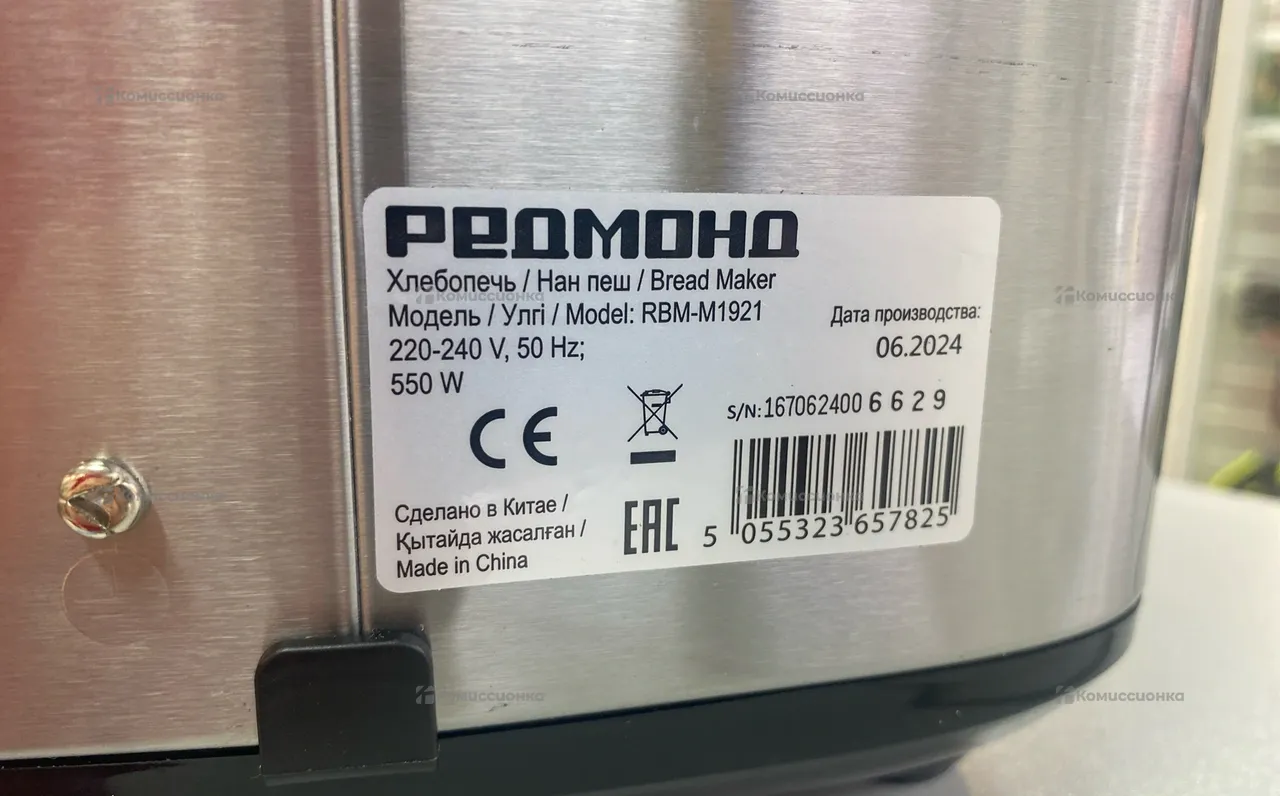 РЕДМОНД
Хлебопечь / Нан пеш / Bread Maker
Модель / Улгі / Model: RBM-M1921
220-240 V, 50 Hz;
550 W
Дата производства:
06.2024
S/N: 167062400 6 6 2 9
CE
EAC
5 055323 657825
Сделано в Китае /
Қытайда жасалған /
Made in China
Комиссионка
Комиссионка
Комиссионка
Комиссионка
Комиссионка
Комиссионка